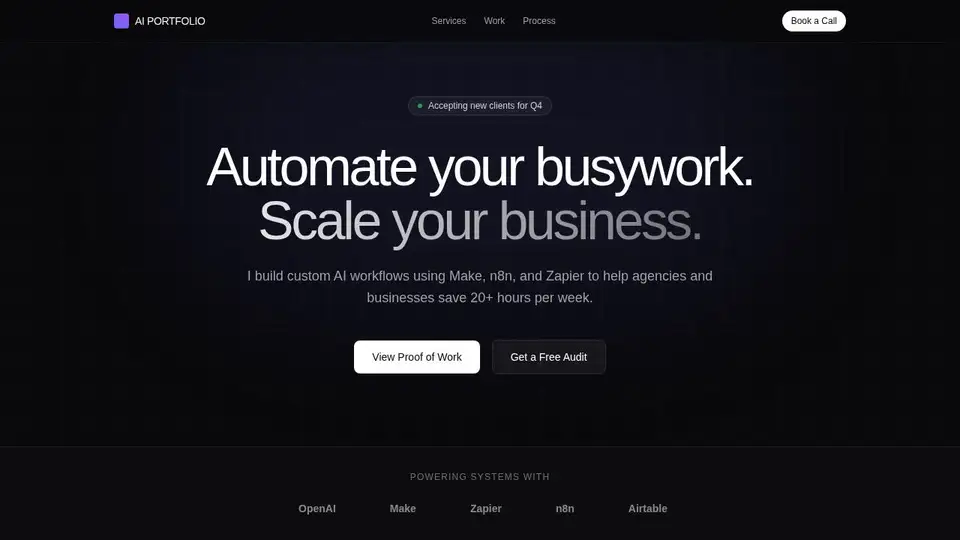 AI PORTFOLIO
Services
Work
Process
Book a Call
Accepting new clients for Q4
Automate your busywork.
Scale your business.
I build custom AI workflows using Make, n8n, and Zapier to help agencies and
businesses save 20+ hours per week.
View Proof of Work
Get a Free Audit
POWERING SYSTEMS WITH
OpenAI
Make
Zapier
n8n
Airtable